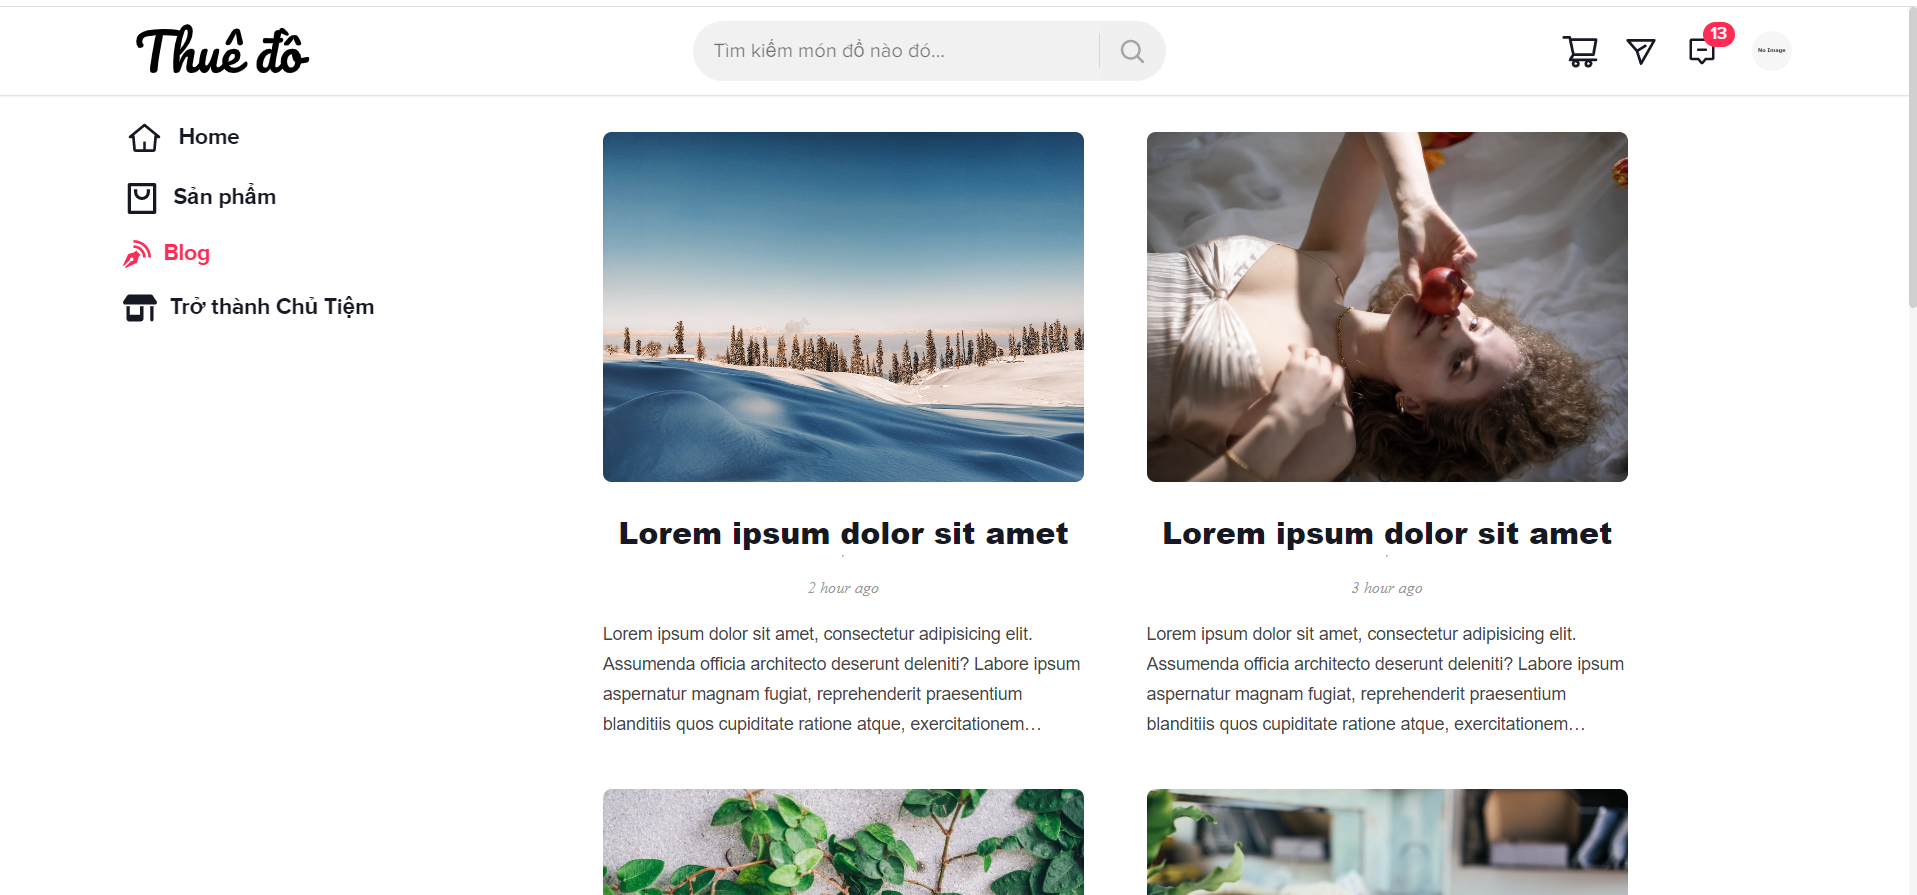 Thuê đồ
Tìm kiếm món đồ nào đó...
13
No Image
Home
Sản phẩm
Blog
Trở thành Chủ Tiệm
Lorem ipsum dolor sit amet
2 hour ago
Lorem ipsum dolor sit amet, consectetur adipisicing elit.
Assumenda officia architecto deserunt deleniti? Labore ipsum
aspernatur magnam fugiat, reprehenderit praesentium
blanditiis quos cupiditate ratione atque, exercitationem…
Lorem ipsum dolor sit amet
3 hour ago
Lorem ipsum dolor sit amet, consectetur adipisicing elit.
Assumenda officia architecto deserunt deleniti? Labore ipsum
aspernatur magnam fugiat, reprehenderit praesentium
blanditiis quos cupiditate ratione atque, exercitationem…